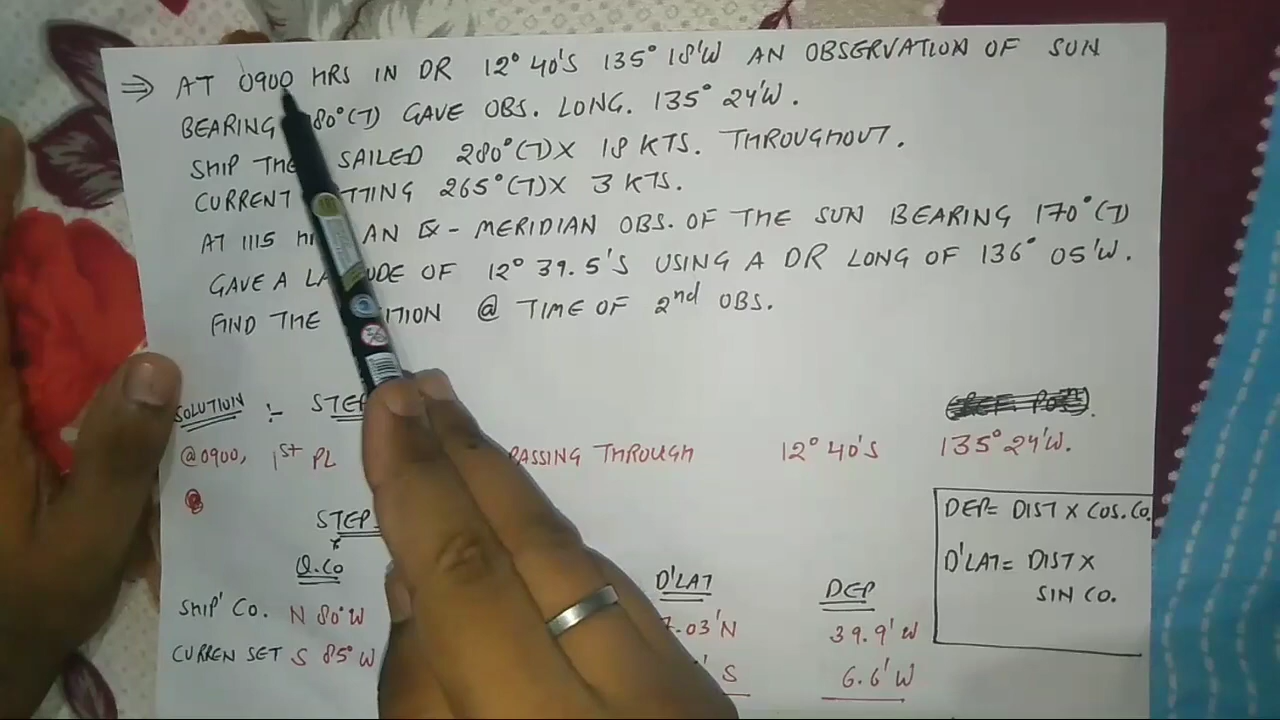 ⇒ AT 0900 HRS IN DR 12° 40'S 135° 18'W AN OBSERVATION OF SUN
BEARING 80°(T) GAVE OBS. LONG. 135° 24'W.
SHIP THE SAILED 280°(T) X 18 KTS. THROUGHOUT.
CURRENT TTING 265°(T) X 3 KTS.
AT 1115 H AN EX-MERIDIAN OBS. OF THE SUN BEARING 170°(T)
GAVE A LA UDE OF 12° 39.5'S USING A DR LONG OF 136° 05'W.
FIND THE ITION @ TIME OF 2nd OBS.
SOLUTION :- STEP
@0900, 1ST PL PASSING THROUGH 12° 40'S 135° 24'W.
STEP
Q.CO D'LAT DEP
SHIP' CO. N 80° W 7.03'N 39.9'W
CURREN SET S 85° W ' S 6.6'W
DEP = DIST X COS.CO.
D'LAT = DIST X
SIN CO.